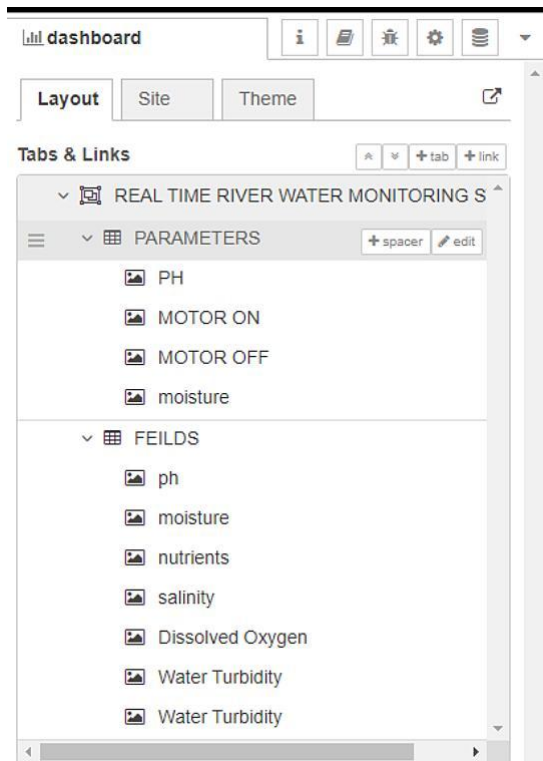 dashboard
Layout Site Theme
Tabs & Links +tab +link
REAL TIME RIVER WATER MONITORING S
PARAMETERS +spacer edit
PH
MOTOR ON
MOTOR OFF
moisture
FEILDS
ph
moisture
nutrients
salinity
Dissolved Oxygen
Water Turbidity
Water Turbidity